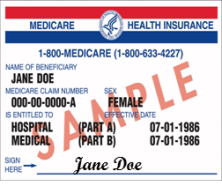 MEDICARE HEALTH INSURANCE
1-800-MEDICARE (1-800-633-4227)
NAME OF BENEFICIARY
JANE DOE
MEDICARE CLAIM NUMBER SEX
000-00-0000-A FEMALE
IS ENTITLED TO EFFECTIVE DATE
HOSPITAL (PART A) 07-01-1986
MEDICAL (PART B) 07-01-1986
SIGN HERE Jane Doe
SAMPLE